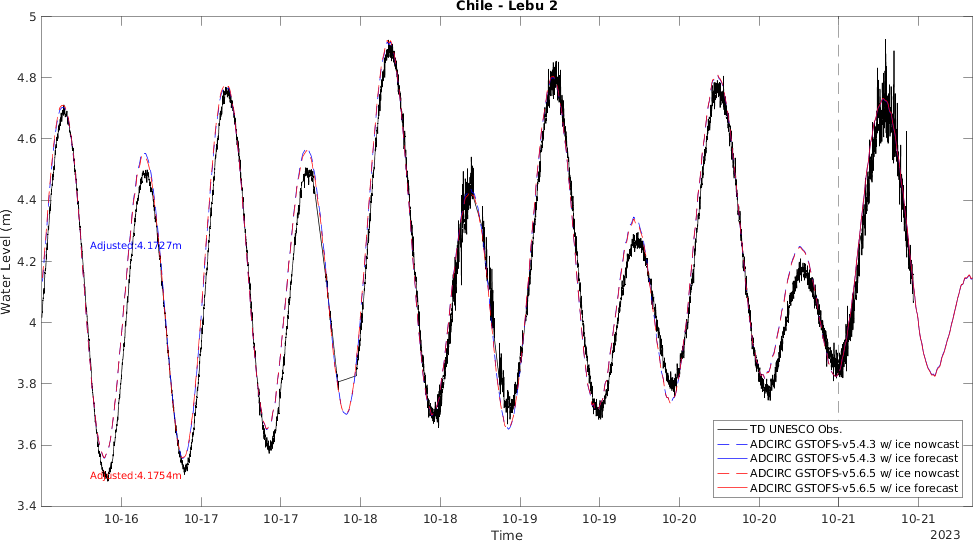 Chile - Lebu 2
5
4.8
4.6
4.4
4.2
4
3.8
3.6
3.4
Water Level (m)
Adjusted:4.1727m
Adjusted:4.1754m
TD UNESCO Obs.
ADCIRC GSTOFS-v5.4.3 w/ ice nowcast
ADCIRC GSTOFS-v5.4.3 w/ ice forecast
ADCIRC GSTOFS-v5.6.5 w/ ice nowcast
ADCIRC GSTOFS-v5.6.5 w/ ice forecast
10-16 10-17 10-17 10-18 10-18 10-19 10-19 10-20 10-20 10-21 10-21
Time
2023